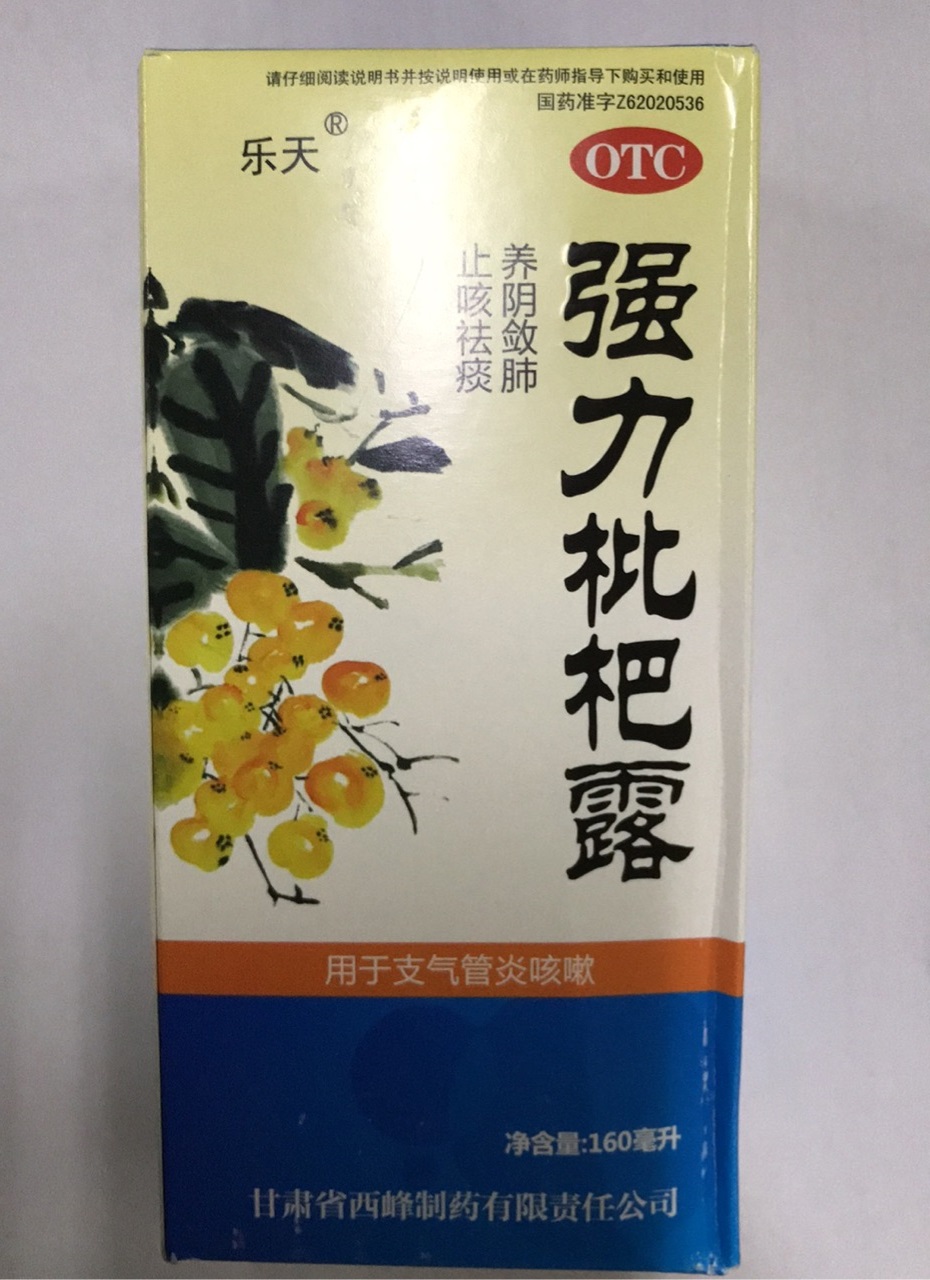 请仔细阅读说明书并按说明使用或在药师指导下购买和使用
国药准字Z62020536
乐天®
OTC
强力枇杷露
养阴敛肺
止咳祛痰
用于支气管炎咳嗽
净含量:160毫升
甘肃省西峰制药有限责任公司